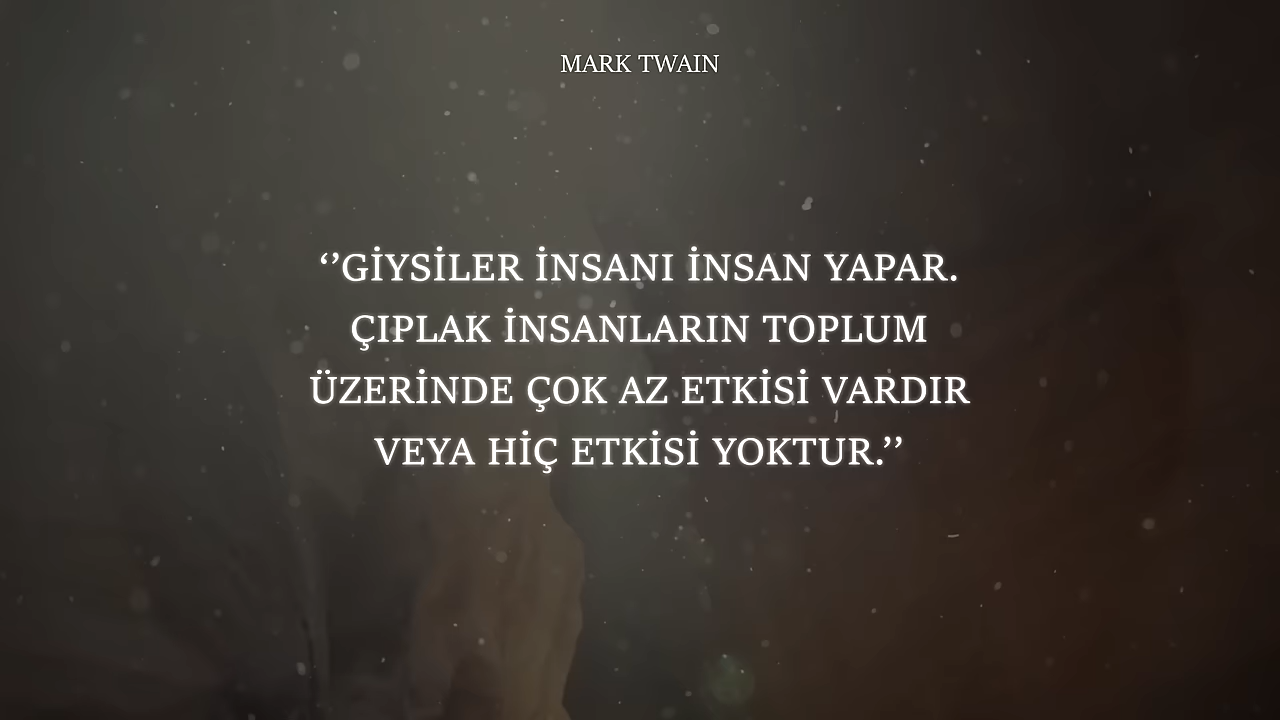 MARK TWAIN
‘’GİYSİLER İNSANI İNSAN YAPAR.
ÇIPLAK İNSANLARIN TOPLUM
ÜZERİNDE ÇOK AZ ETKİSİ VARDIR
VEYA HİÇ ETKİSİ YOKTUR.’’